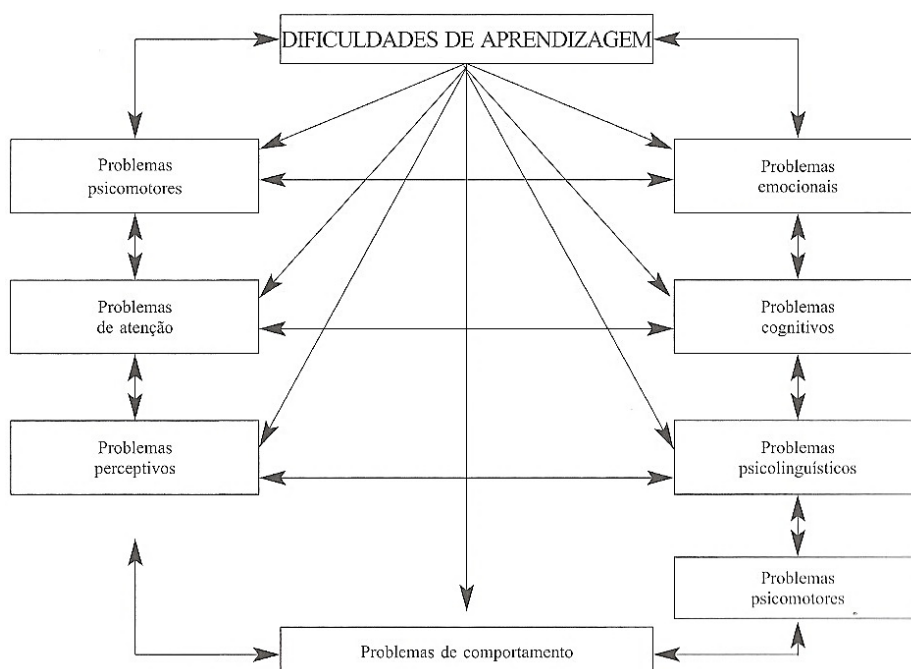 DIFICULDADES DE APRENDIZAGEM
Problemas
psicomotores
Problemas
emocionais
Problemas
de atenção
Problemas
cognitivos
Problemas
perceptivos
Problemas
psicolinguísticos
Problemas
psicomotores
Problemas de comportamento